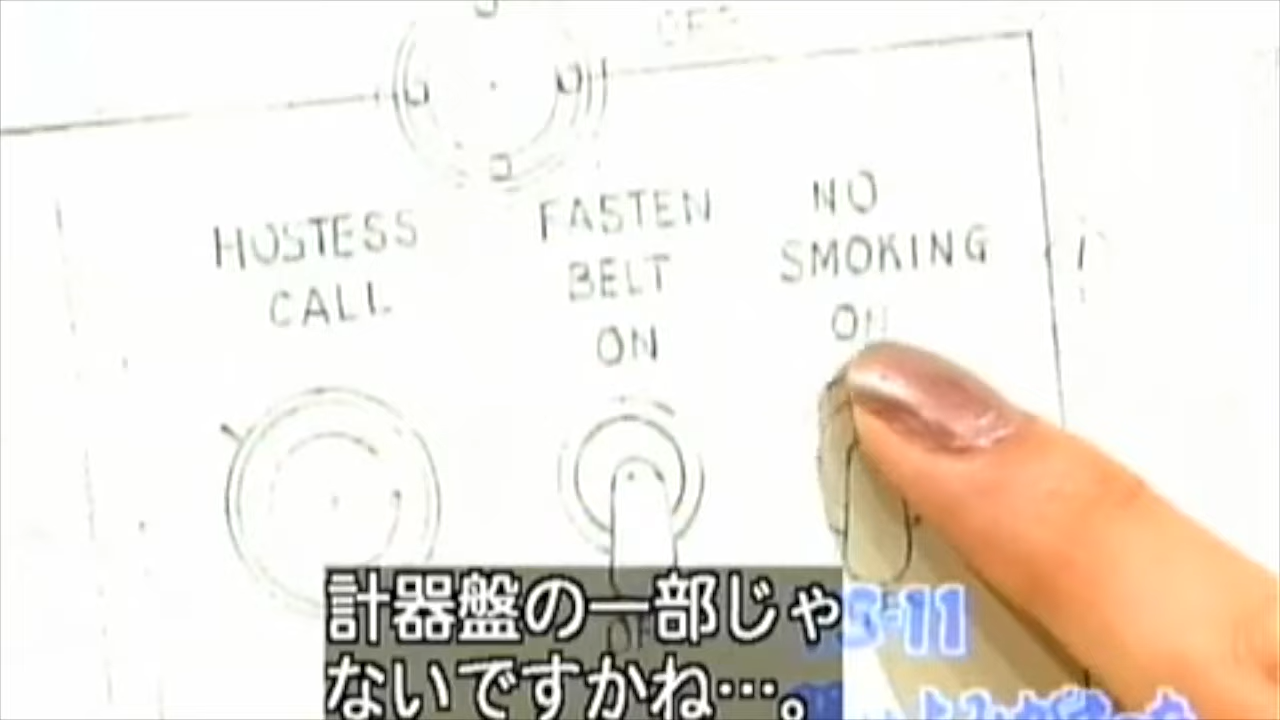 HOSTESS
CALL
FASTEN
BELT
ON
NO
SMOKING
ON
計器盤の一部じゃ
ないですかね…。